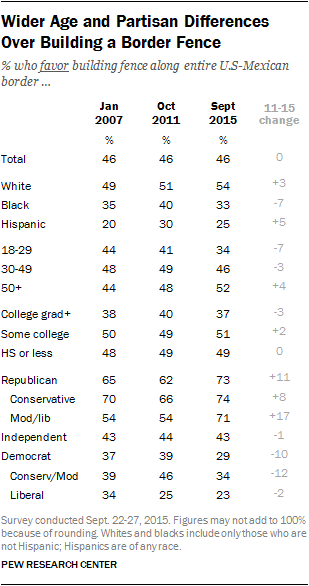 Wider Age and Partisan Differences
Over Building a Border Fence
% who favor building fence along entire U.S-Mexican
border ...
Jan 2007 Oct 2011 Sept 2015 11-15 change
% % %
Total 46 46 46 0
White 49 51 54 +3
Black 35 40 33 -7
Hispanic 20 30 25 +5
18-29 44 41 34 -7
30-49 48 49 46 -3
50+ 44 48 52 +4
College grad+ 38 40 37 -3
Some college 50 49 51 +2
HS or less 48 49 49 0
Republican 65 62 73 +11
Conservative 70 66 74 +8
Mod/lib 54 54 71 +17
Independent 43 44 43 -1
Democrat 37 39 29 -10
Conserv/Mod 39 46 34 -12
Liberal 34 25 23 -2
Survey conducted Sept. 22-27, 2015. Figures may not add to 100%
because of rounding. Whites and blacks include only those who are
not Hispanic; Hispanics are of any race.
PEW RESEARCH CENTER